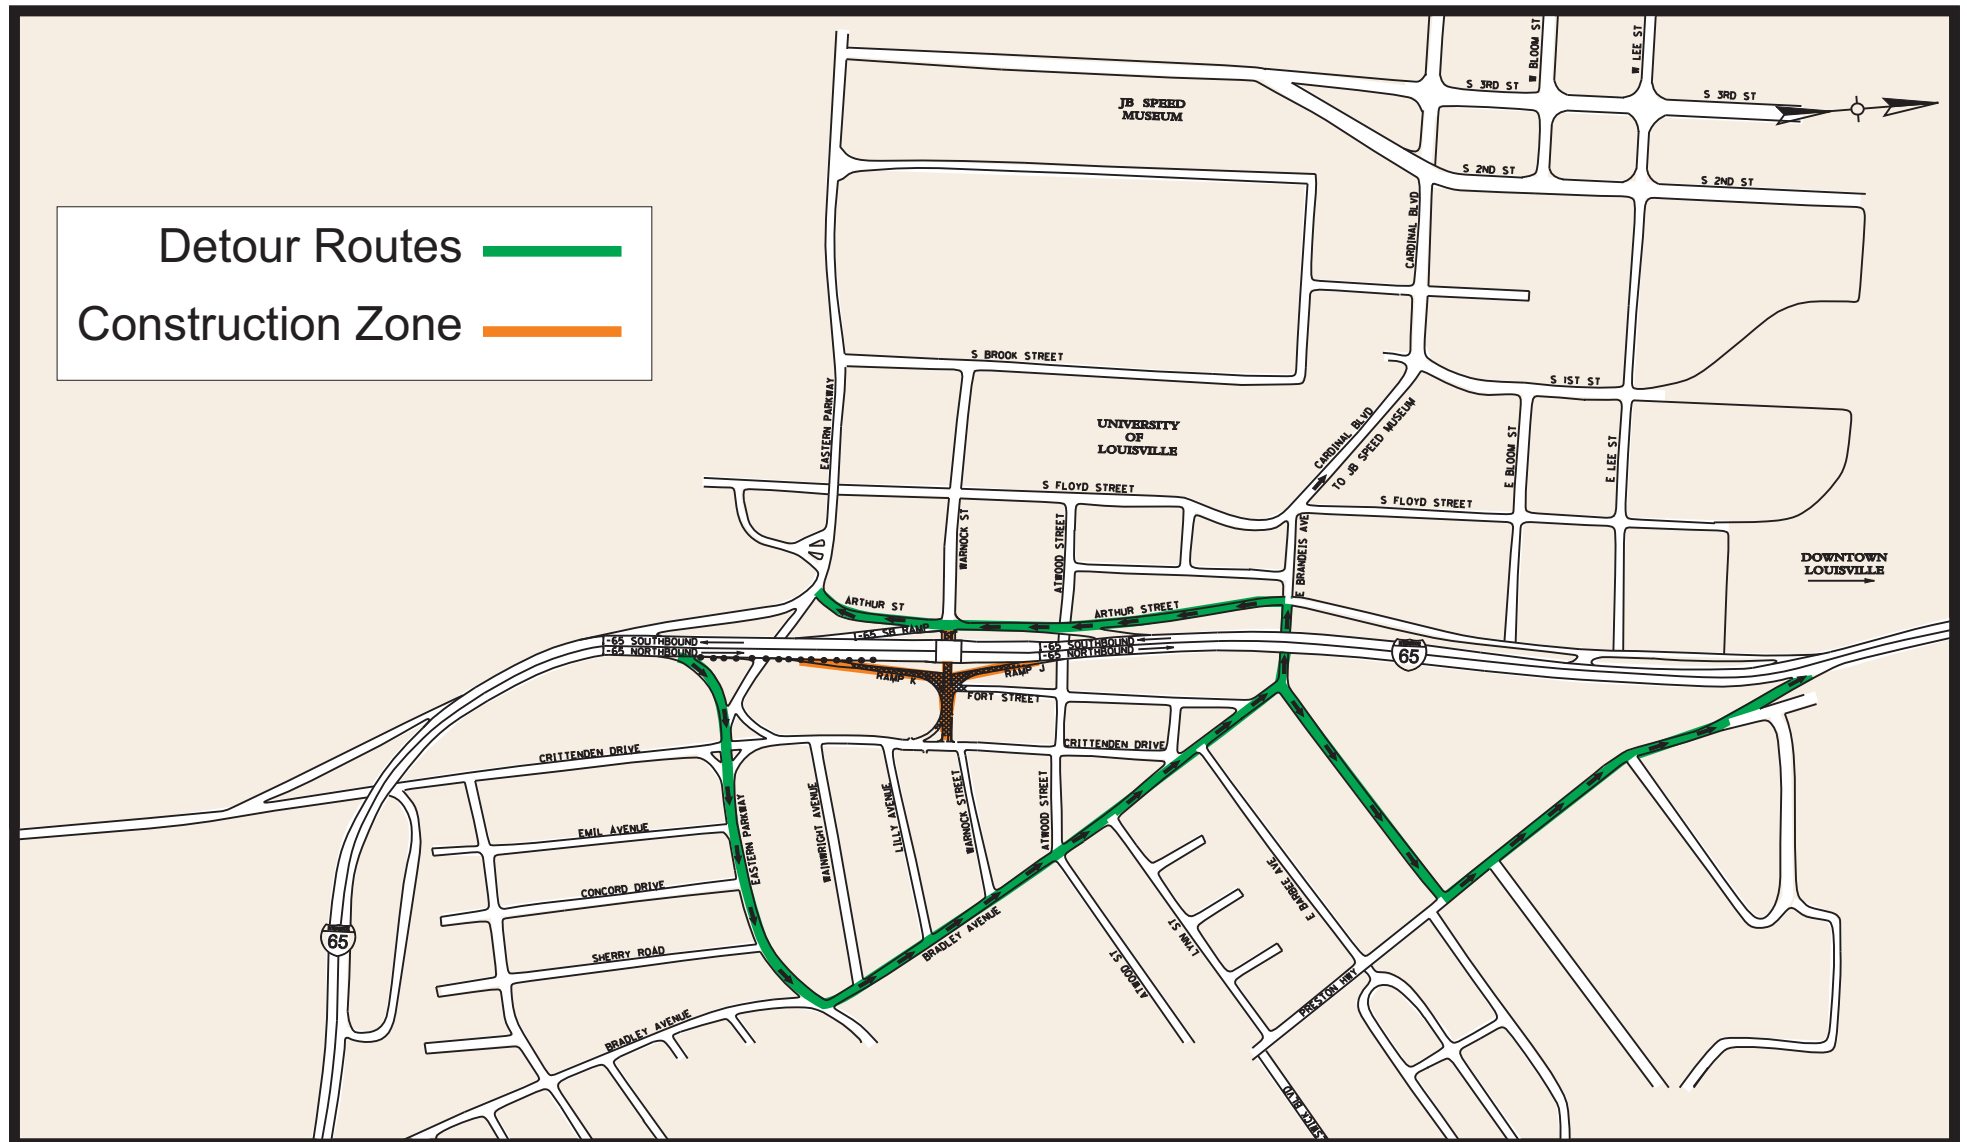 W BLOOM ST
W LEE ST
S 3RD ST
S 3RD ST
JB SPEED
MUSEUM
S 2ND ST
S 2ND ST
CARDINAL BLVD
Detour Routes
Construction Zone
S BROOK STREET
S 1ST ST
EASTERN PARKWAY
UNIVERSITY
OF
LOUISVILLE
CARDINAL BLVD
TO JB SPEED MUSEUM
E BLOOM ST
E LEE ST
S FLOYD STREET
S FLOYD STREET
WARNOCK ST
ATWOOD STREET
E BRANDEIS AVE
DOWNTOWN
LOUISVILLE
ARTHUR ST
ARTHUR STREET
I-65 SB RAMP
I-65 SOUTHBOUND
I-65 NORTHBOUND
I-65 SOUTHBOUND
I-65 NORTHBOUND
65
RAMP K
RAMP J
FORT STREET
CRITTENDEN DRIVE
CRITTENDEN DRIVE
EMIL AVENUE
EASTERN PARKWAY
WAINWRIGHT AVENUE
LILLY AVENUE
WARNOCK STREET
ATWOOD STREET
CONCORD DRIVE
E BARBEE AVE
65
SHERRY ROAD
BRADLEY AVENUE
ATWOOD ST
LYNN ST
PRESTON HWY
BRADLEY AVENUE
BLVD